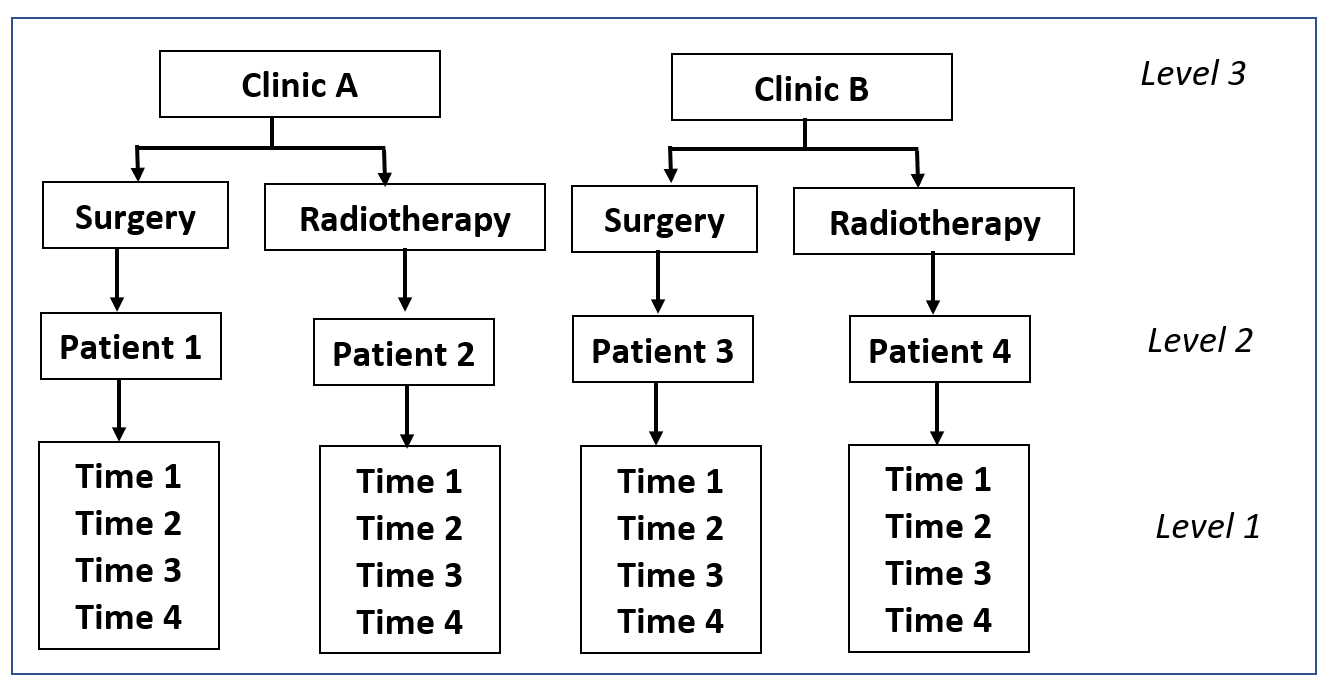 Clinic A
Clinic B
Level 3
Surgery
Radiotherapy
Surgery
Radiotherapy
Patient 1
Patient 2
Patient 3
Patient 4
Level 2
Time 1
Time 2
Time 3
Time 4
Time 1
Time 2
Time 3
Time 4
Time 1
Time 2
Time 3
Time 4
Time 1
Time 2
Time 3
Time 4
Level 1